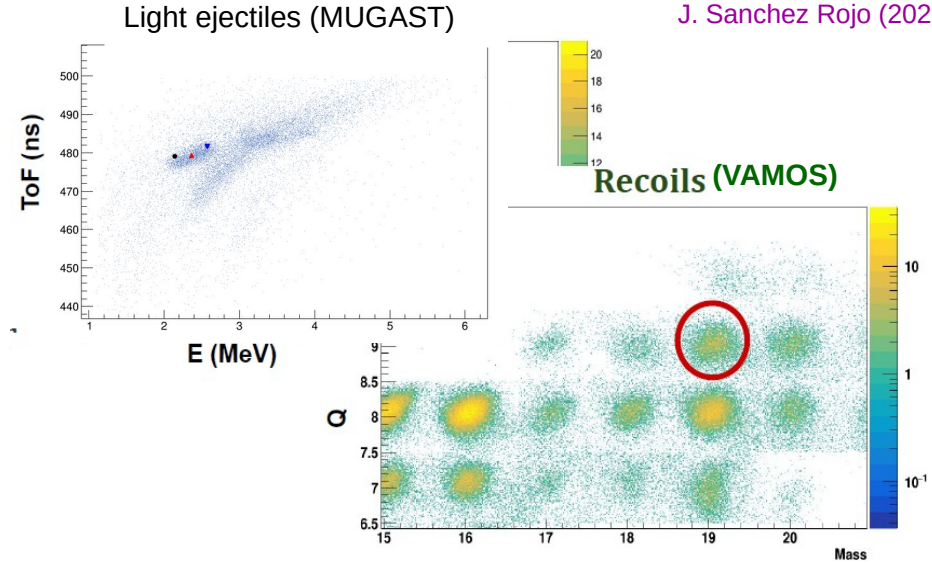 Light ejectiles (MUGAST)
J. Sanchez Rojo (202
500
490
480
470
460
450
440
ToF (ns)
1 2 3 4 5 6
E (MeV)
20
18
16
14
12
Recoils (VAMOS)
9
8.5
8
7.5
7
6.5
Q
15 16 17 18 19 20
Mass
10
1
10⁻¹